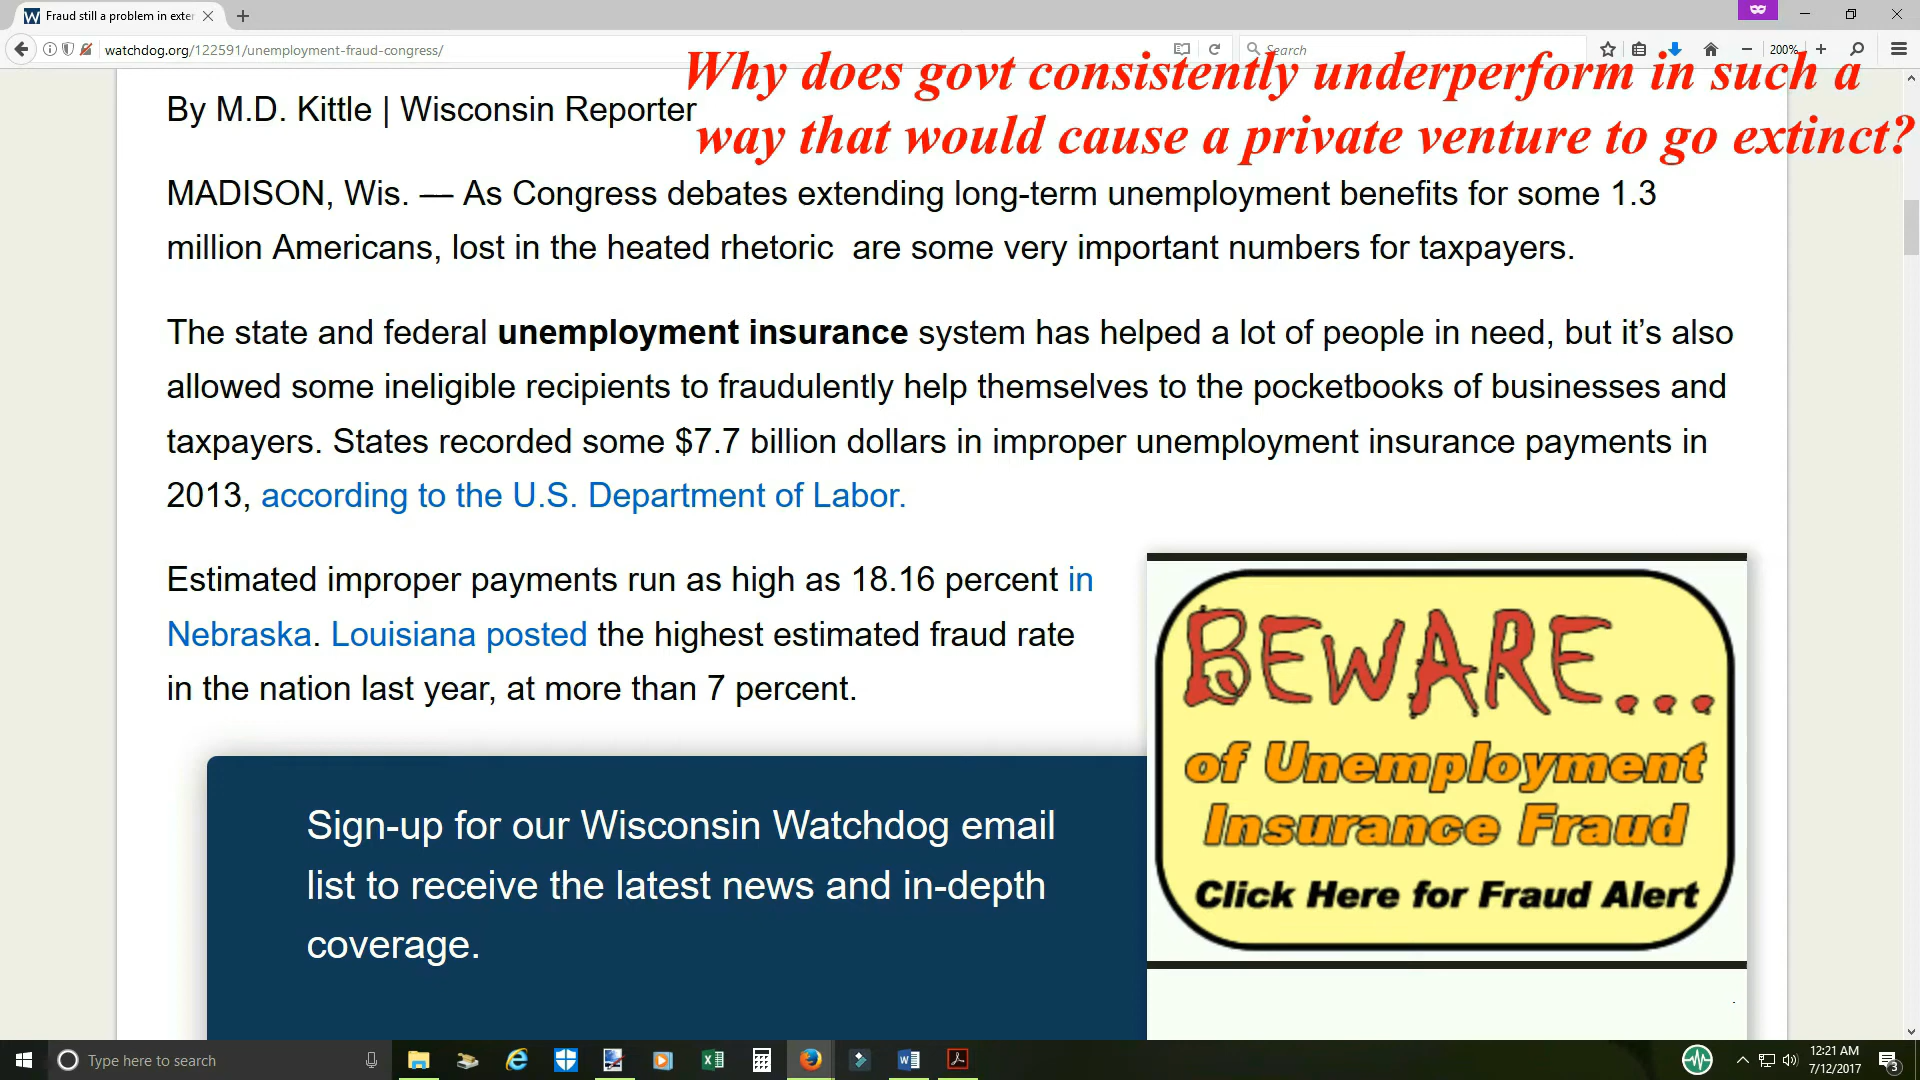 Fraud still a problem in exter
watchdog.org/122591/unemployment-fraud-congress/
Search
200%
Why does govt consistently underperform in such a
way that would cause a private venture to go extinct?
By M.D. Kittle | Wisconsin Reporter
MADISON, Wis. — As Congress debates extending long-term unemployment benefits for some 1.3
million Americans, lost in the heated rhetoric  are some very important numbers for taxpayers.
The state and federal unemployment insurance system has helped a lot of people in need, but it’s also
allowed some ineligible recipients to fraudulently help themselves to the pocketbooks of businesses and
taxpayers. States recorded some $7.7 billion dollars in improper unemployment insurance payments in
2013, according to the U.S. Department of Labor.
Estimated improper payments run as high as 18.16 percent in
Nebraska. Louisiana posted the highest estimated fraud rate
in the nation last year, at more than 7 percent.
BEWARE...
of Unemployment
Insurance Fraud
Click Here for Fraud Alert
Sign-up for our Wisconsin Watchdog email
list to receive the latest news and in-depth
coverage.
Type here to search
12:21 AM
7/12/2017
3